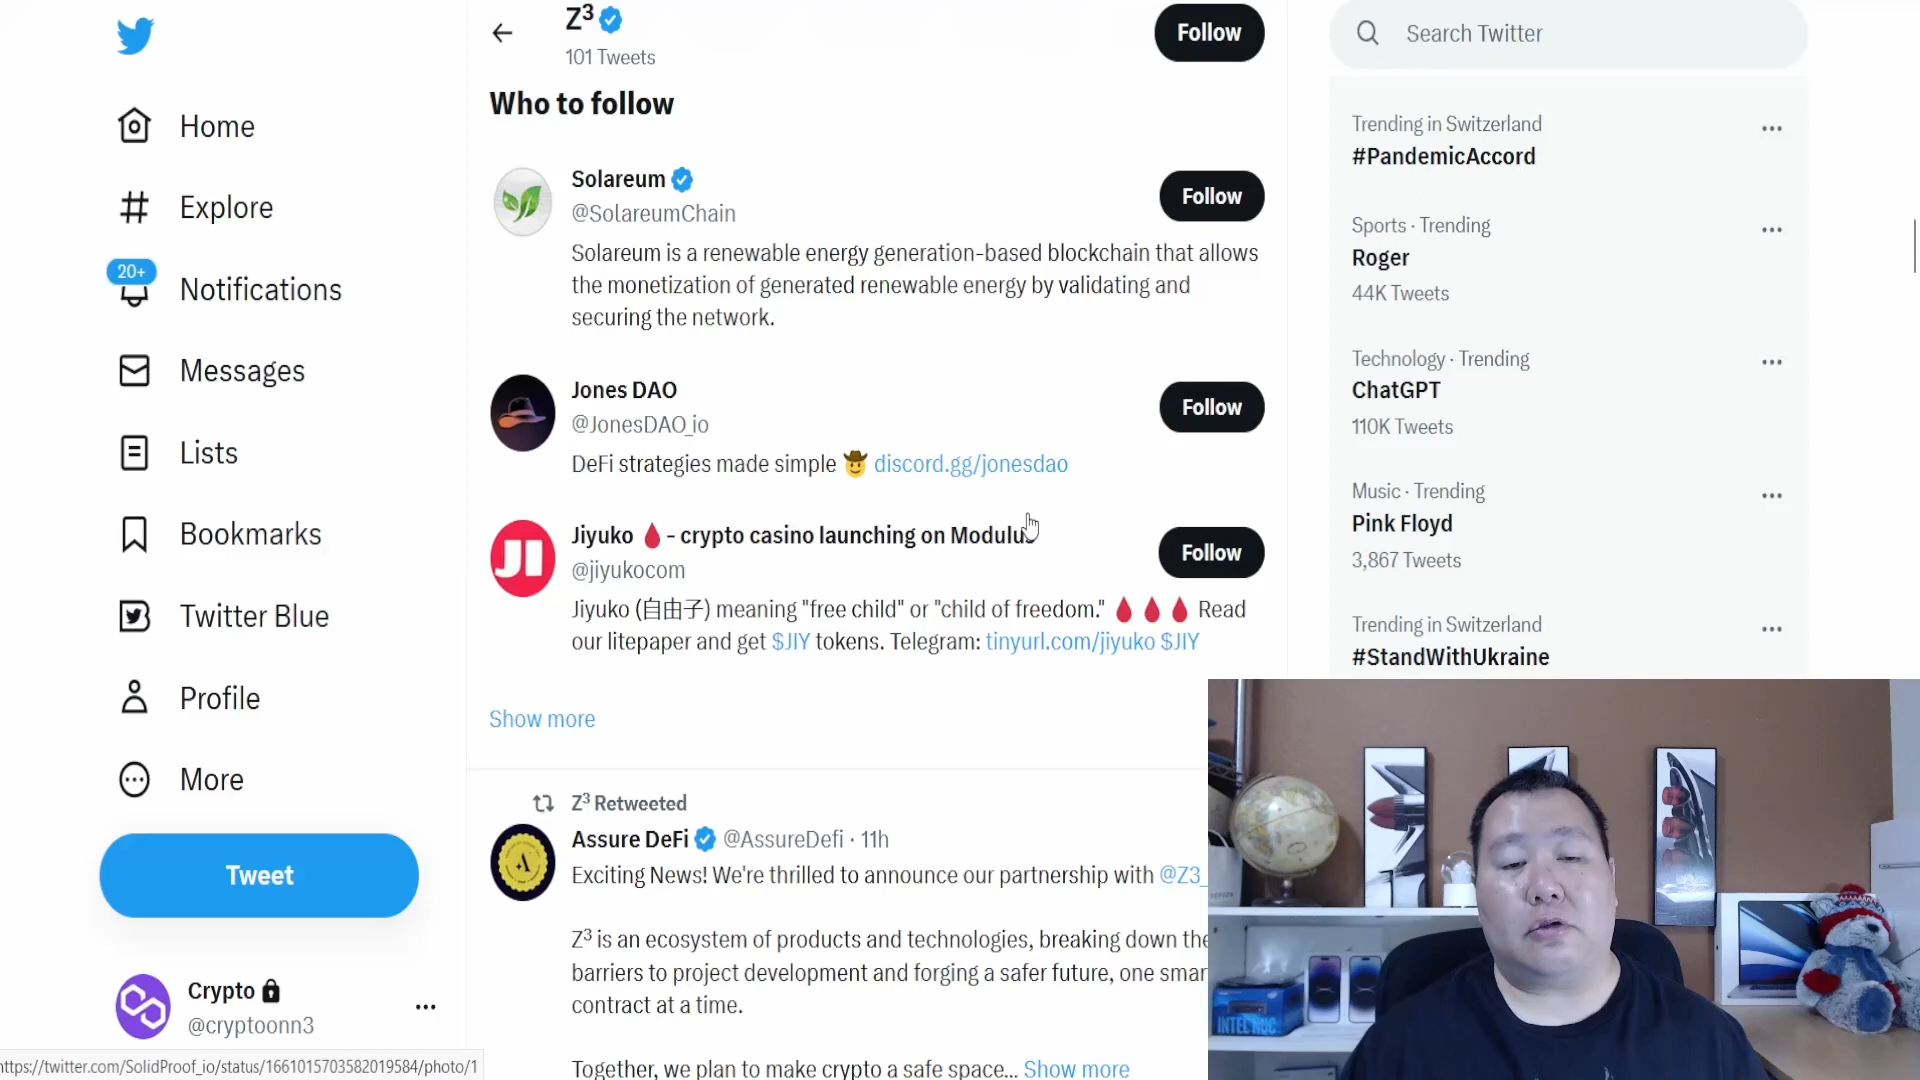 Home
Explore
20+
Notifications
Messages
Lists
Bookmarks
Twitter Blue
Profile
More
Tweet
Crypto
@cryptoonn3
https://twitter.com/SolidProof_io/status/1661015703582019584/photo/1
Z³
101 Tweets
Follow
Who to follow
Solareum
@SolareumChain
Follow
Solareum is a renewable energy generation-based blockchain that allows
the monetization of generated renewable energy by validating and
securing the network.
Jones DAO
@JonesDAO_io
Follow
DeFi strategies made simple 🤠 discord.gg/jonesdao
JI
Jiyuko 🩸 - crypto casino launching on Modulus
@jiyukocom
Follow
Jiyuko (自由子) meaning "free child" or "child of freedom." 🩸🩸🩸 Read
our litepaper and get $JIY tokens. Telegram: tinyurl.com/jiyuko $JIY
Show more
Z³ Retweeted
Assure DeFi @AssureDefi · 11h
Exciting News! We're thrilled to announce our partnership with @Z3_
Z³ is an ecosystem of products and technologies, breaking down the
barriers to project development and forging a safer future, one smar
contract at a time.
Together, we plan to make crypto a safe space... Show more
Search Twitter
Trending in Switzerland
#PandemicAccord
Sports · Trending
Roger
44K Tweets
Technology · Trending
ChatGPT
110K Tweets
Music · Trending
Pink Floyd
3,867 Tweets
Trending in Switzerland
#StandWithUkraine
INTEL NUC